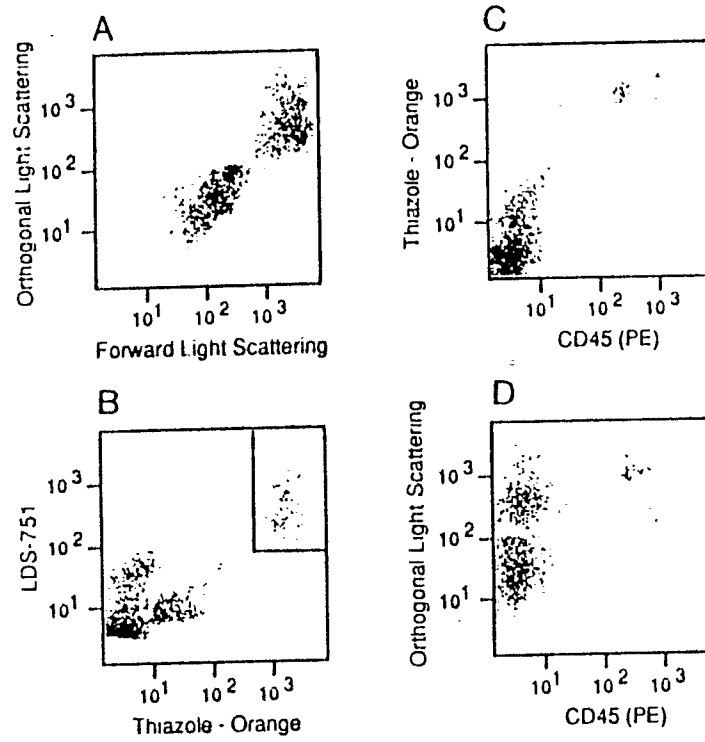 A
Orthogonal Light Scattering
10³
10²
10¹
10¹ 10² 10³
Forward Light Scattering
B
LDS-751
10³
10²
10¹
10¹ 10² 10³
Thiazole - Orange
C
Thiazole - Orange
10³
10²
10¹
10¹ 10² 10³
CD45 (PE)
D
Orthogonal Light Scattering
10³
10²
10¹
10¹ 10² 10³
CD45 (PE)